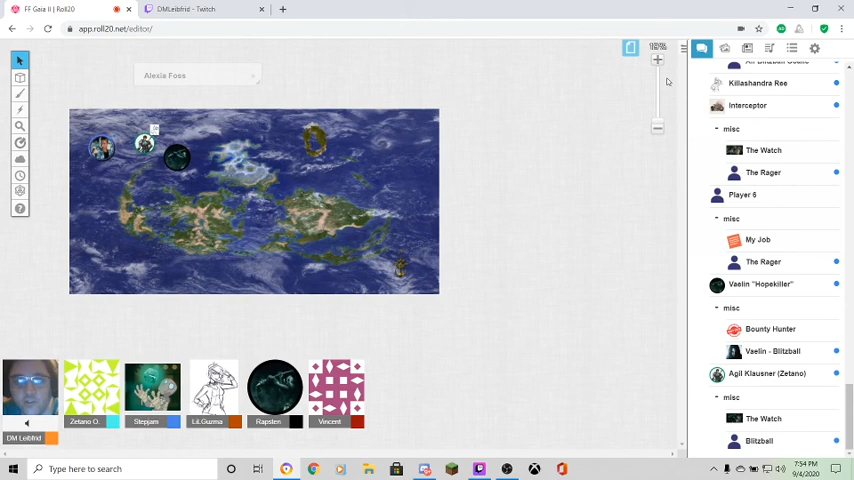 FF Gaia II | Roll20
DMLeibfrid - Twitch
app.roll20.net/editor/
Alexia Foss
19%
Killashandra Ree
Interceptor
misc
The Watch
The Rager
Player 6
misc
My Job
The Rager
Vaelin "Hopekiller"
misc
Bounty Hunter
Vaelin - Blitzball
Agil Klausner (Zetano)
misc
The Watch
Blitzball
DM Leibfrid
Zetano O.
Stepjam
LiLGuzma
Rapsten
Vincent
Type here to search
7:54 PM
9/4/2020